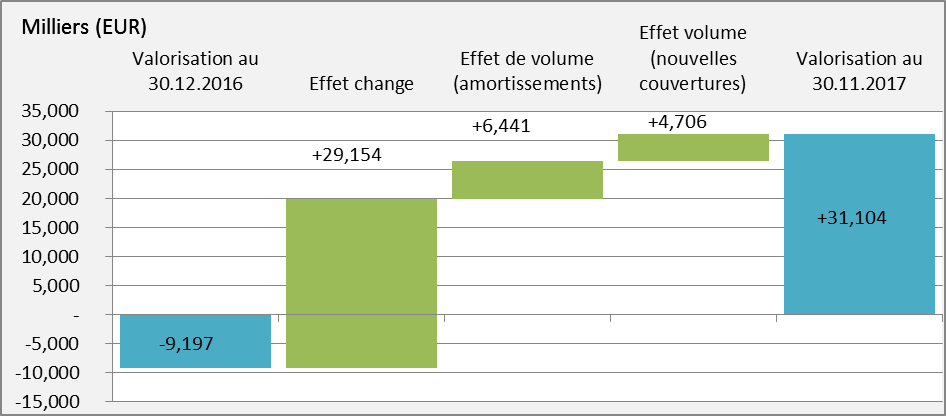 Milliers (EUR)
Valorisation au
30.12.2016
Effet change
Effet de volume
(amortissements)
Effet volume
(nouvelles
couvertures)
Valorisation au
30.11.2017
35,000
30,000
25,000
20,000
15,000
10,000
5,000
-
-5,000
-10,000
-15,000
-9,197
+29,154
+6,441
+4,706
+31,104